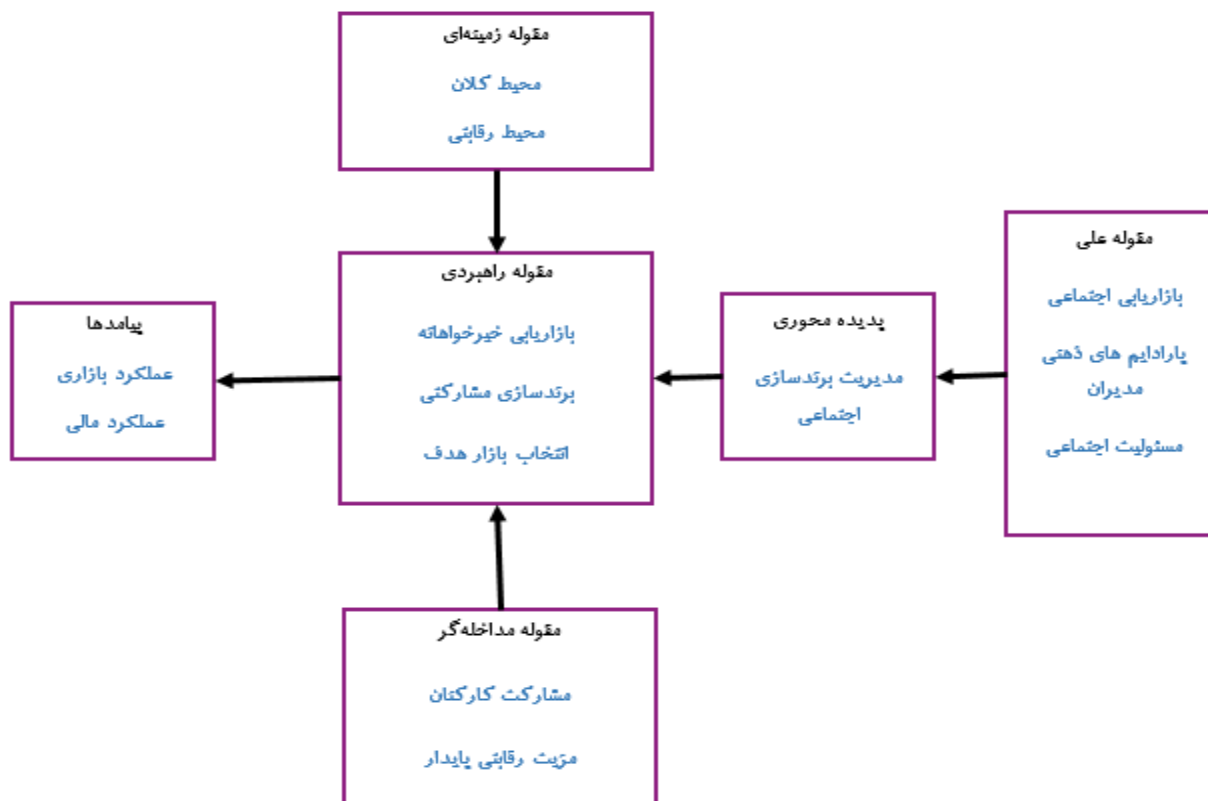 مقوله زمینه‌ای
محیط کلان
محیط رقابتی
مقوله علی
بازاریابی اجتماعی
پارادایم های ذهنی
مدیران
مسئولیت اجتماعی
پدیده محوری
مدیریت برندسازی
اجتماعی
مقوله راهبردی
بازاریابی خیرخواهانه
برندسازی مشارکتی
انتخاب بازار هدف
پیامدها
عملکرد بازاری
عملکرد مالی
مقوله مداخله‌گر
مشارکت کارکنان
مزیت رقابتی پایدار